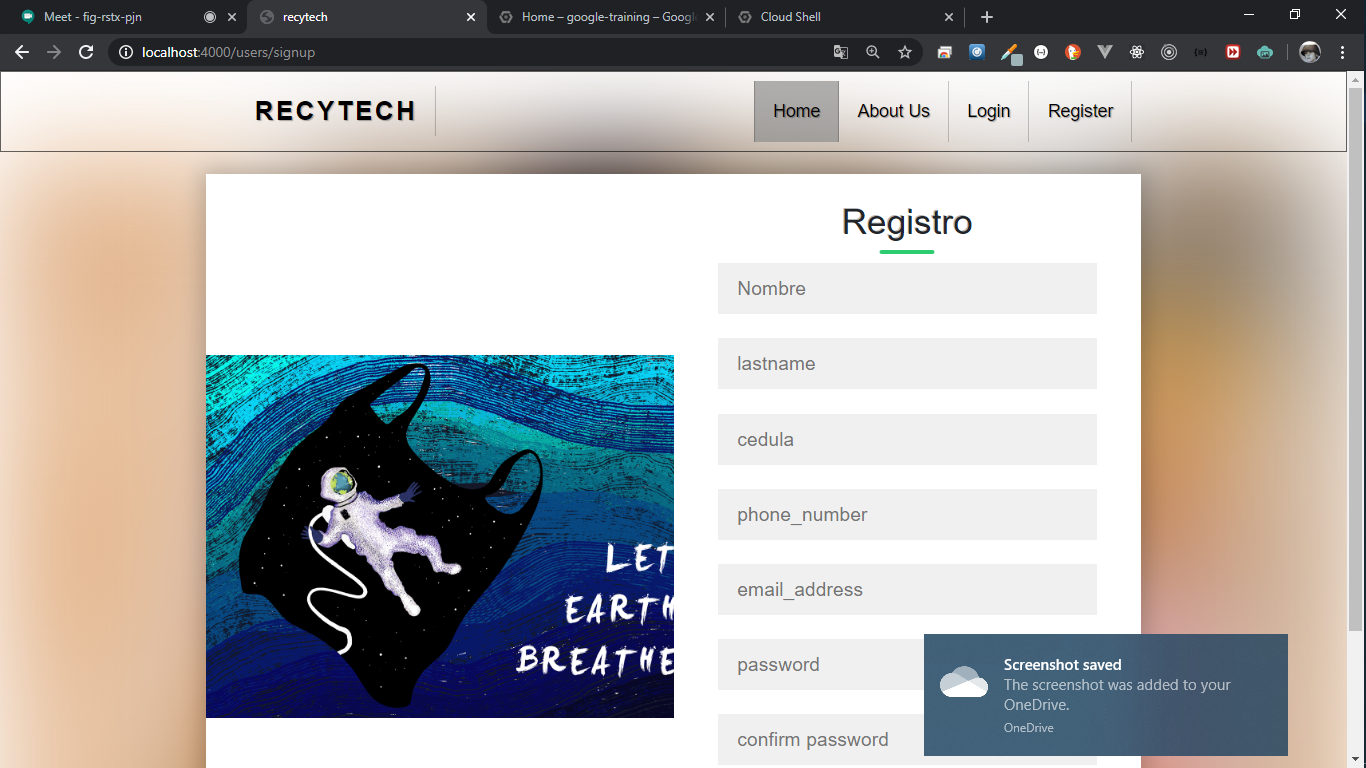 Meet - fig-rstx-pjn
recytech
Home – google-training – Goog
Cloud Shell
localhost:4000/users/signup
RECYTECH
Home
About Us
Login
Register
Registro
Nombre
lastname
cedula
phone_number
email_address
password
confirm password
LET
EARTH
BREATHE
Screenshot saved
The screenshot was added to your
OneDrive.
OneDrive